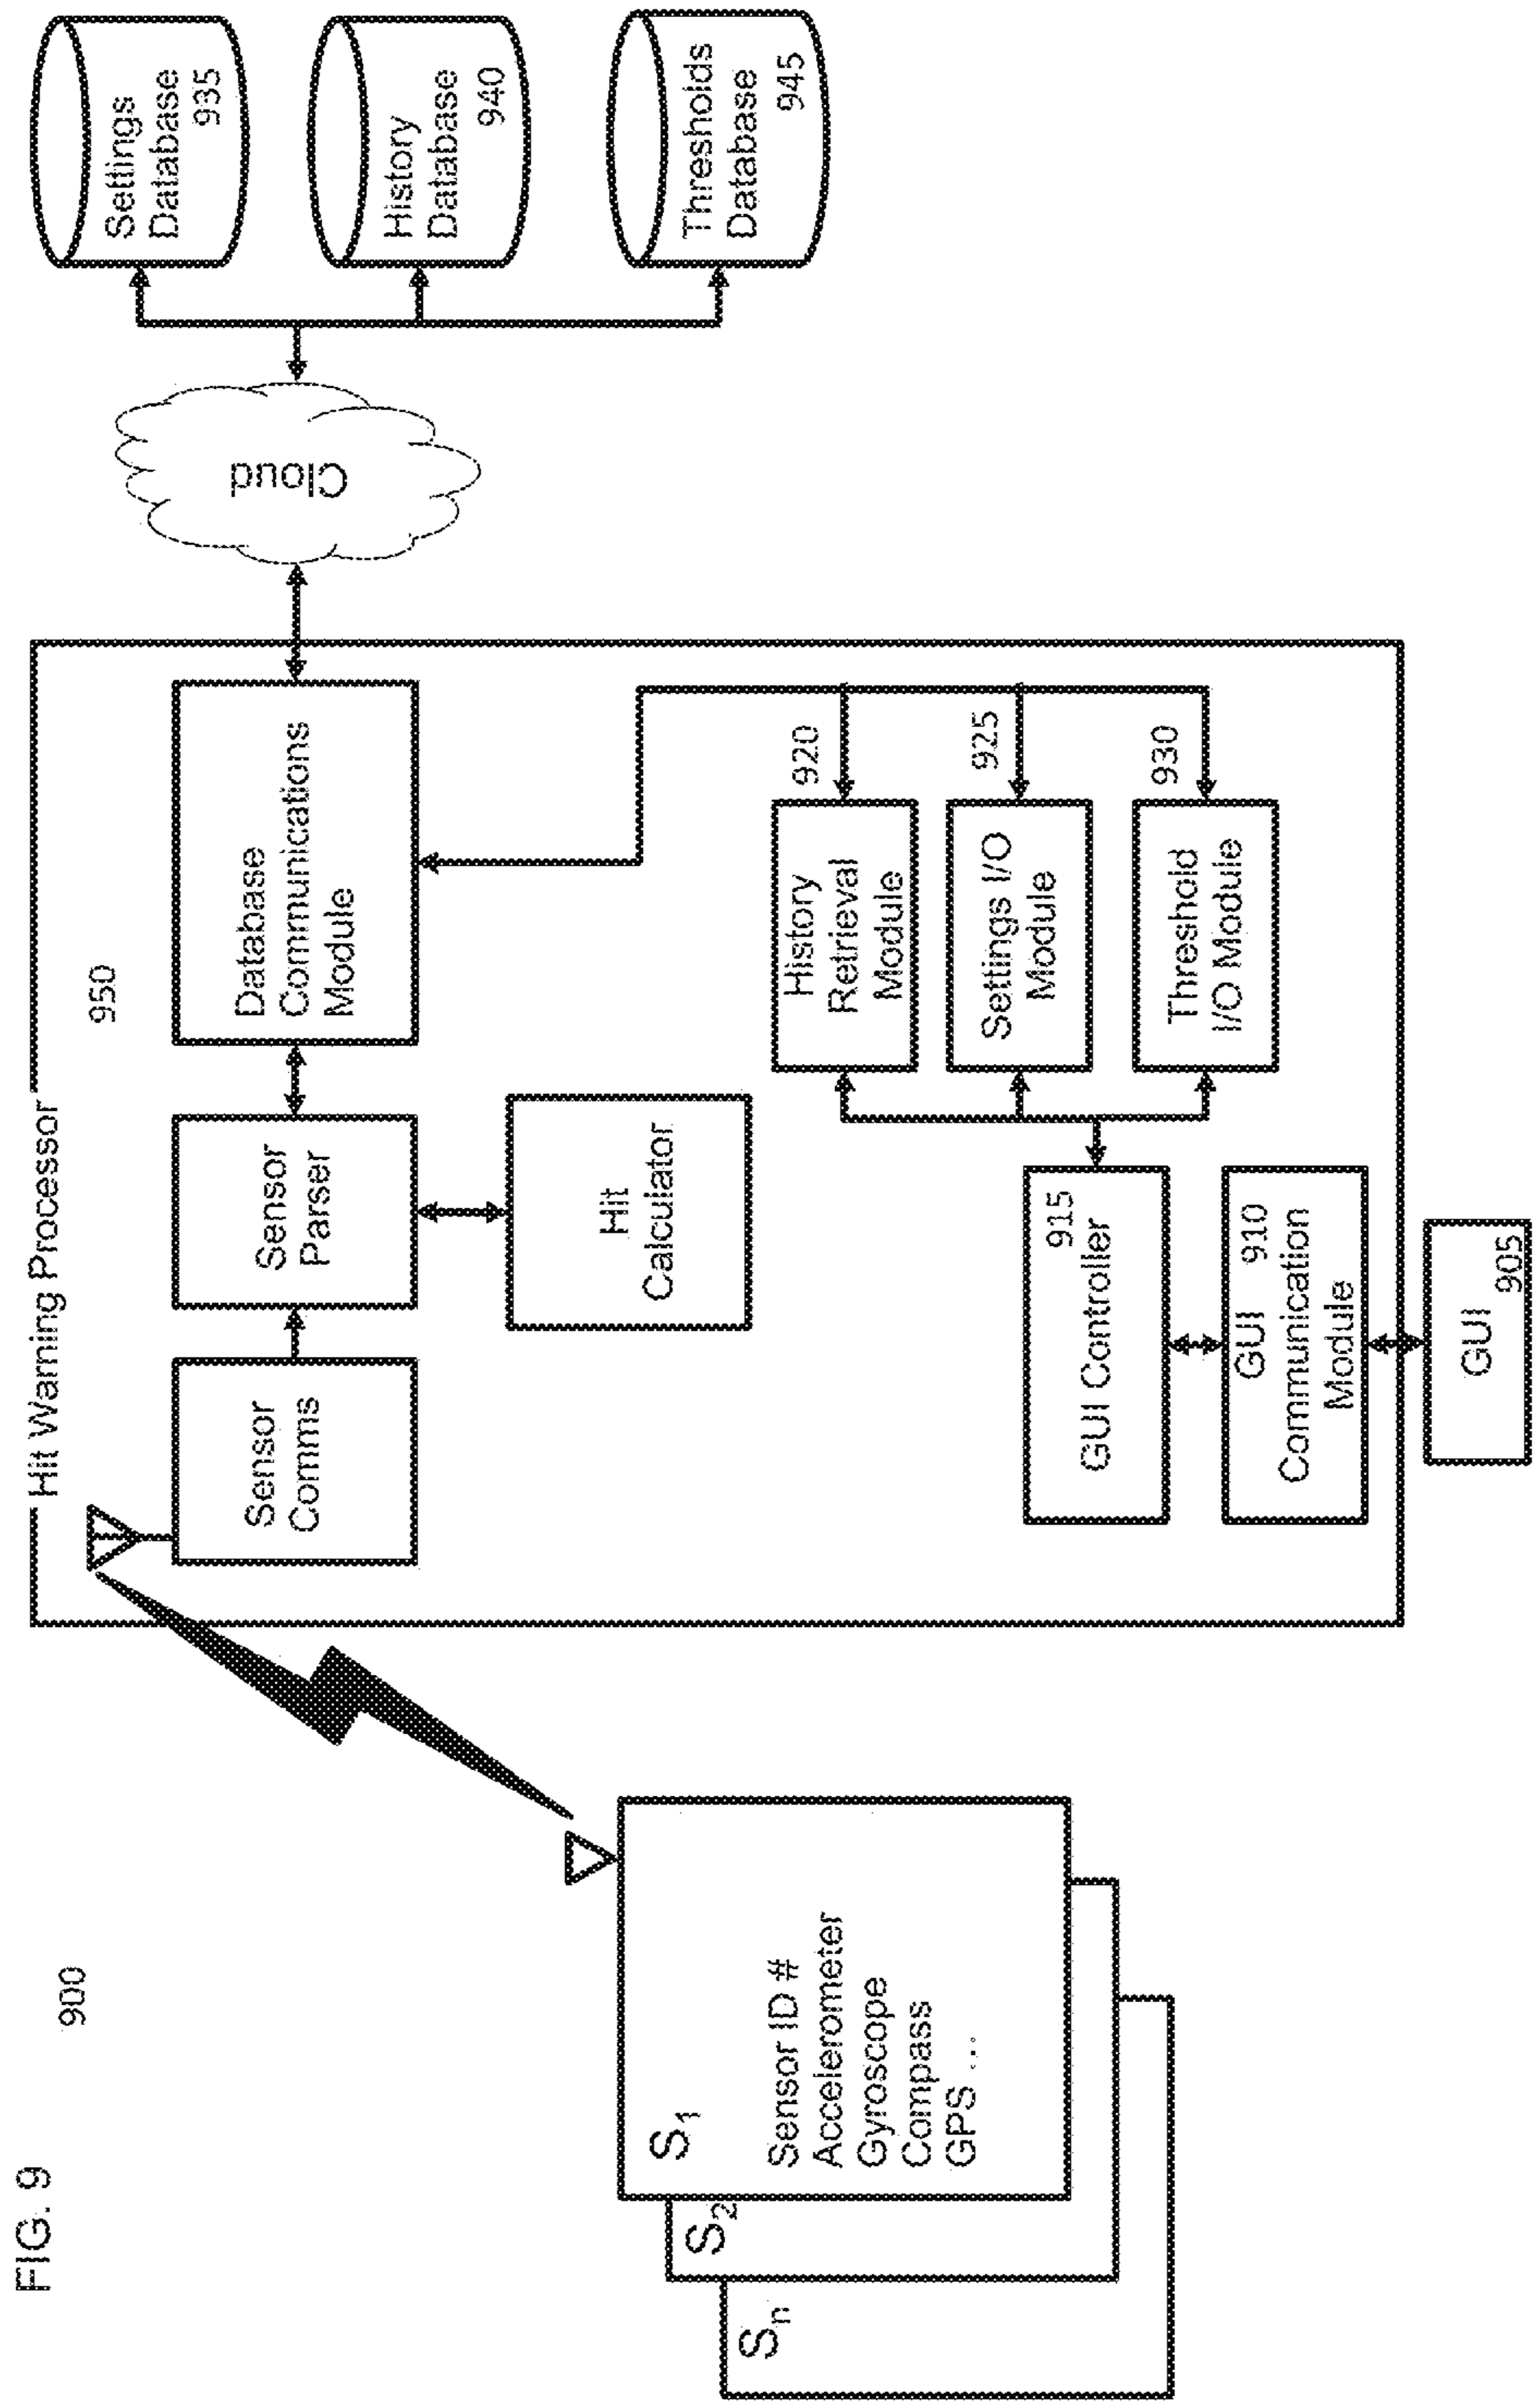 FIG. 9
900
Hit Warning Processor
950
Sensor
Comms
Sensor
Parser
Database
Communications
Module
Hit
Calculator
Cloud
Settings
Database
935
History
Database
940
Thresholds
Database
945
S1
Sensor ID #
Accelerometer
Gyroscope
Compass
GPS ...
S2
Sn
History
Retrieval
Module
920
Settings I/O
Module
925
Threshold
I/O Module
930
915
GUI Controller
GUI 910
Communication
Module
GUI
905